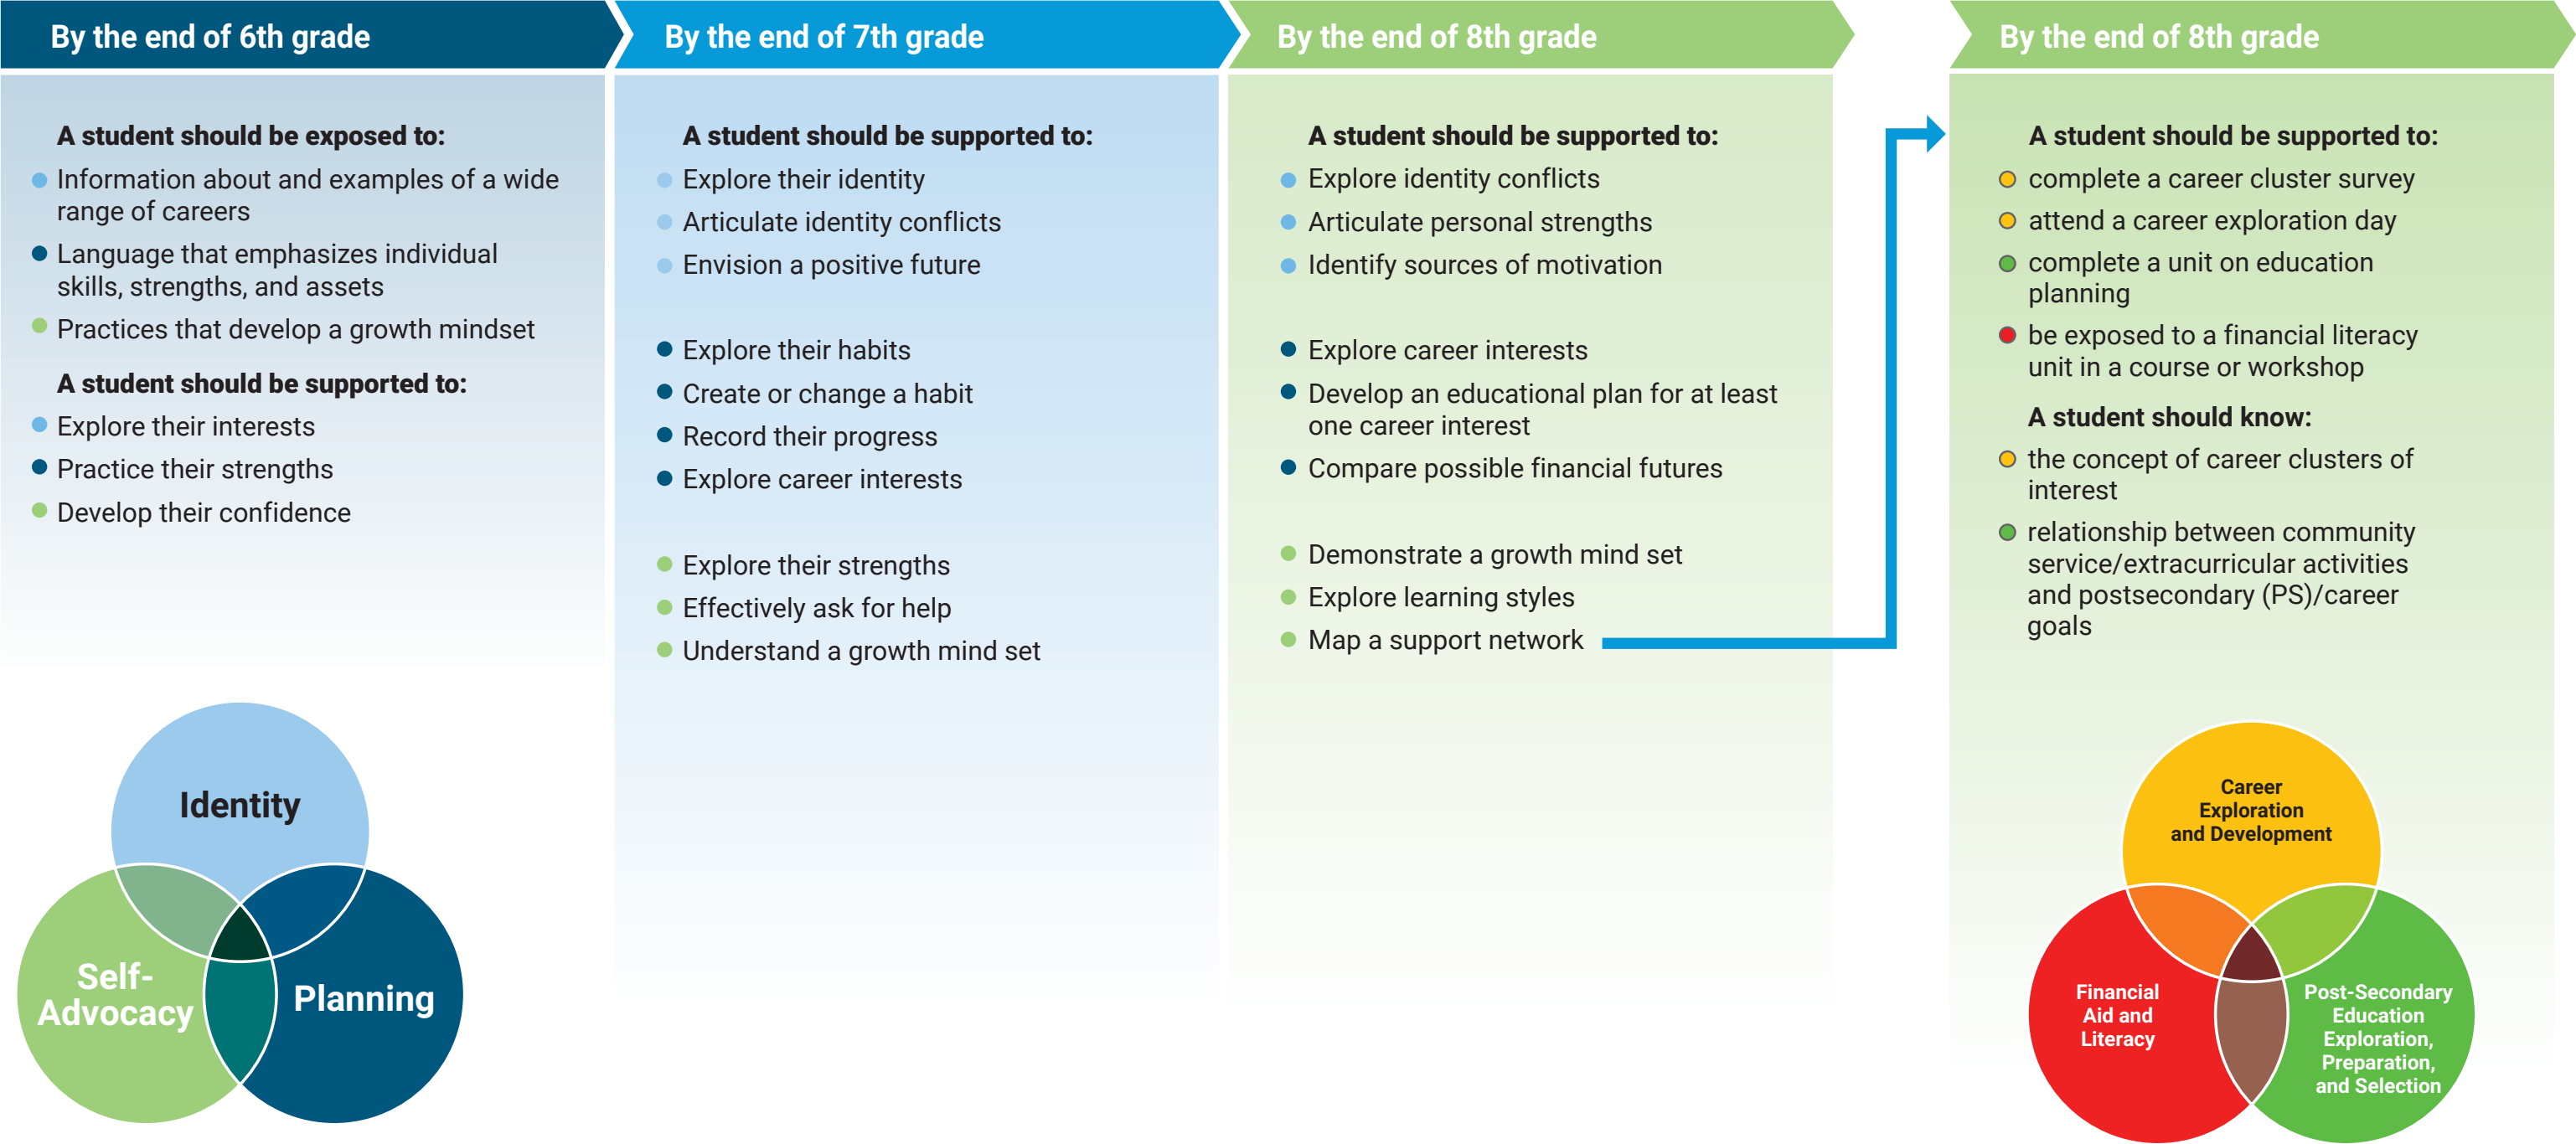 By the end of 6th grade
A student should be exposed to:
Information about and examples of a wide
range of careers
Language that emphasizes individual
skills, strengths, and assets
Practices that develop a growth mindset
A student should be supported to:
Explore their interests
Practice their strengths
Develop their confidence
Identity
Self-
Advocacy
Planning
By the end of 7th grade
A student should be supported to:
Explore their identity
Articulate identity conflicts
Envision a positive future
Explore their habits
Create or change a habit
Record their progress
Explore career interests
Explore their strengths
Effectively ask for help
Understand a growth mind set
By the end of 8th grade
A student should be supported to:
Explore identity conflicts
Articulate personal strengths
Identify sources of motivation
Explore career interests
Develop an educational plan for at least
one career interest
Compare possible financial futures
Demonstrate a growth mind set
Explore learning styles
Map a support network
By the end of 8th grade
A student should be supported to:
complete a career cluster survey
attend a career exploration day
complete a unit on education
planning
be exposed to a financial literacy
unit in a course or workshop
A student should know:
the concept of career clusters of
interest
relationship between community
service/extracurricular activities
and postsecondary (PS)/career
goals
Career
Exploration
and Development
Financial
Aid and
Literacy
Post-Secondary
Education
Exploration,
Preparation,
and Selection